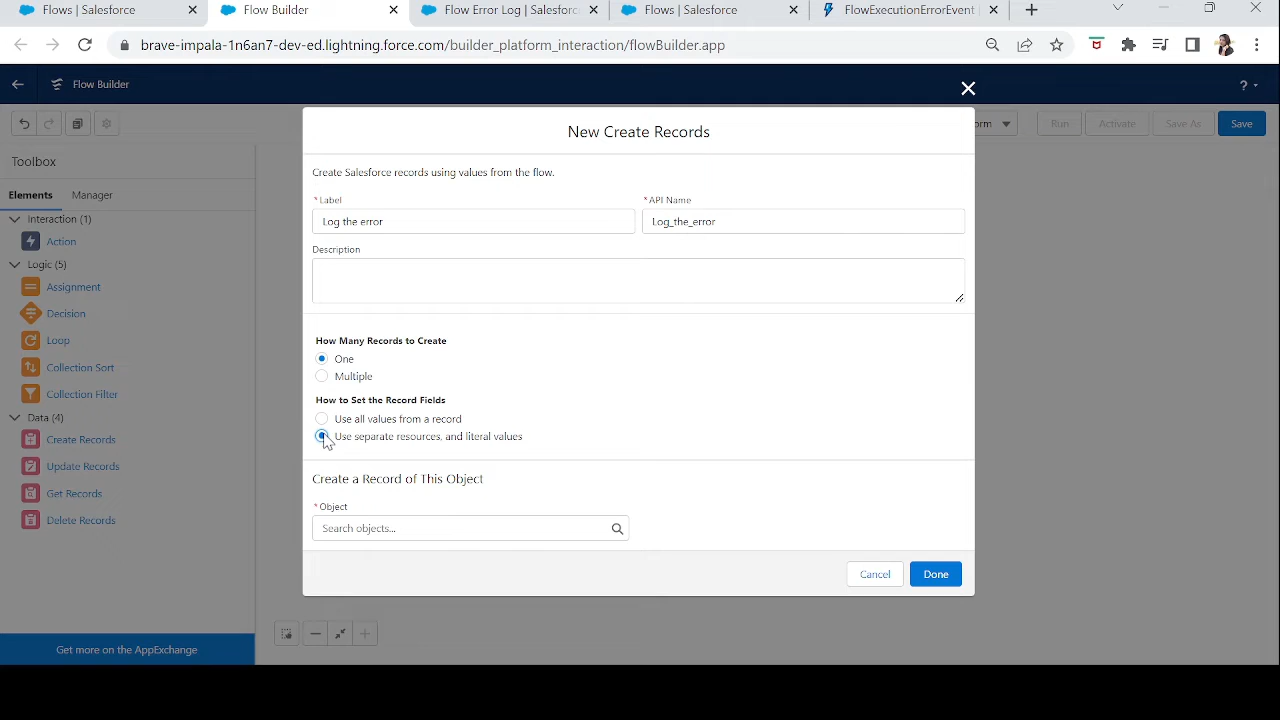 Flows | Salesforce
Flow Builder
Flow Error Log | Salesforc
Flows | Salesforce
FlowExecutionErrorEvent |
brave-impala-1n6an7-dev-ed.lightning.force.com/builder_platform_interaction/flowBuilder.app
Flow Builder
?
orm
Run
Activate
Save As
Save
Toolbox
Elements
Manager
Interaction (1)
Action
Logic (5)
Assignment
Decision
Loop
Collection Sort
Collection Filter
Data (4)
Create Records
Update Records
Get Records
Delete Records
Get more on the AppExchange
New Create Records
Create Salesforce records using values from the flow.
* Label
* API Name
Log the error
Log_the_error
Description
How Many Records to Create
One
Multiple
How to Set the Record Fields
Use all values from a record
Use separate resources, and literal values
Create a Record of This Object
* Object
Search objects...
Cancel
Done